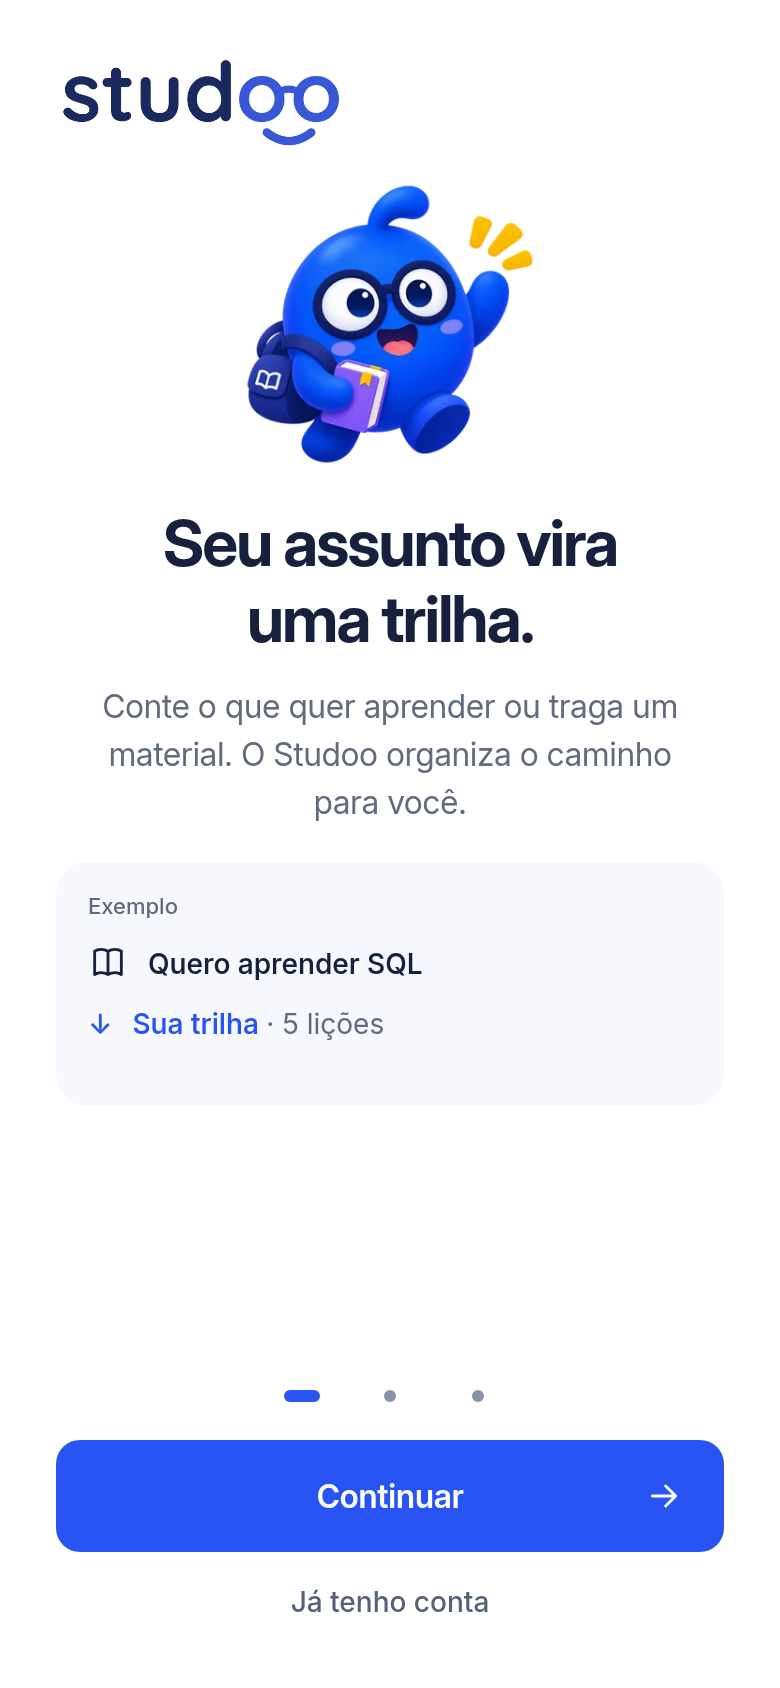 studoo
Seu assunto vira
uma trilha.
Conte o que quer aprender ou traga um
material. O Studoo organiza o caminho
para você.
Exemplo
Quero aprender SQL
Sua trilha · 5 lições
Continuar
Já tenho conta